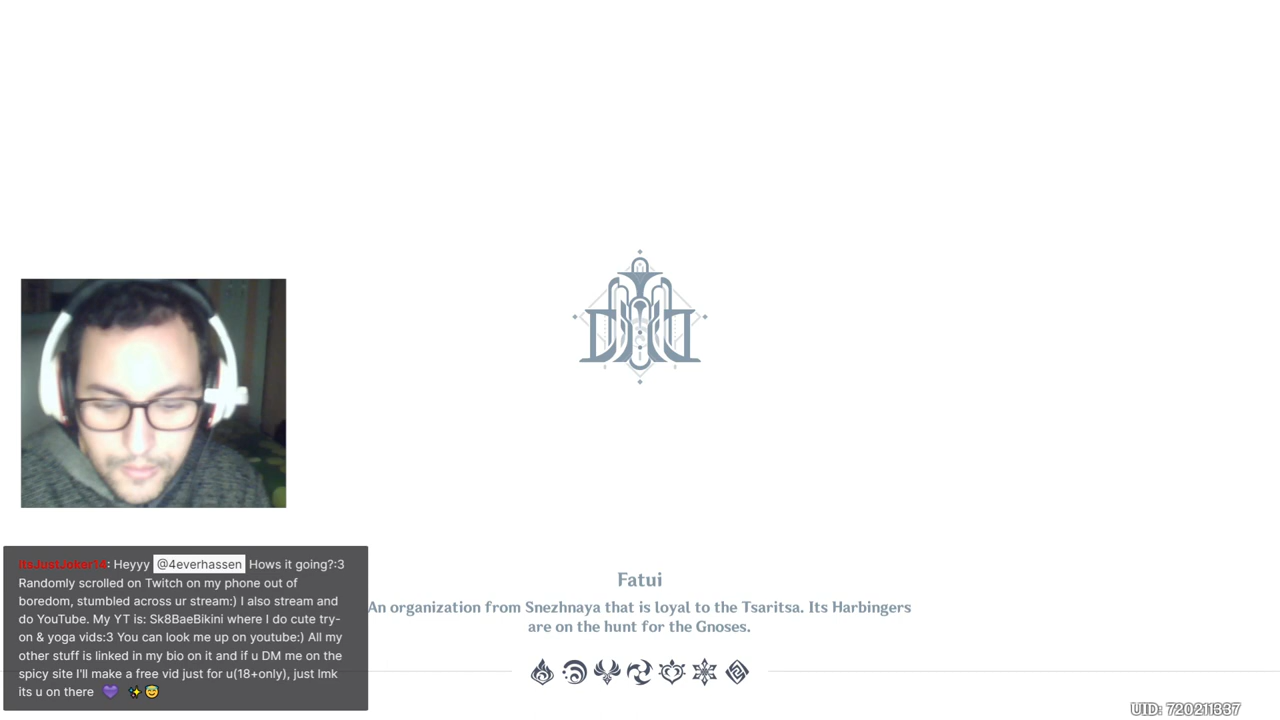 ItsJustJoker14: Heyyy @4everhassen Hows it going?:3
Randomly scrolled on Twitch on my phone out of
boredom, stumbled across ur stream:) I also stream and
do YouTube. My YT is: Sk8BaeBikini where I do cute try-
on & yoga vids:3 You can look me up on youtube:) All my
other stuff is linked in my bio on it and if u DM me on the
spicy site I'll make a free vid just for u(18+only), just lmk
its u on there 💜 ✨😇
Fatui
An organization from Snezhnaya that is loyal to the Tsaritsa. Its Harbingers
are on the hunt for the Gnoses.
UID: 720211337